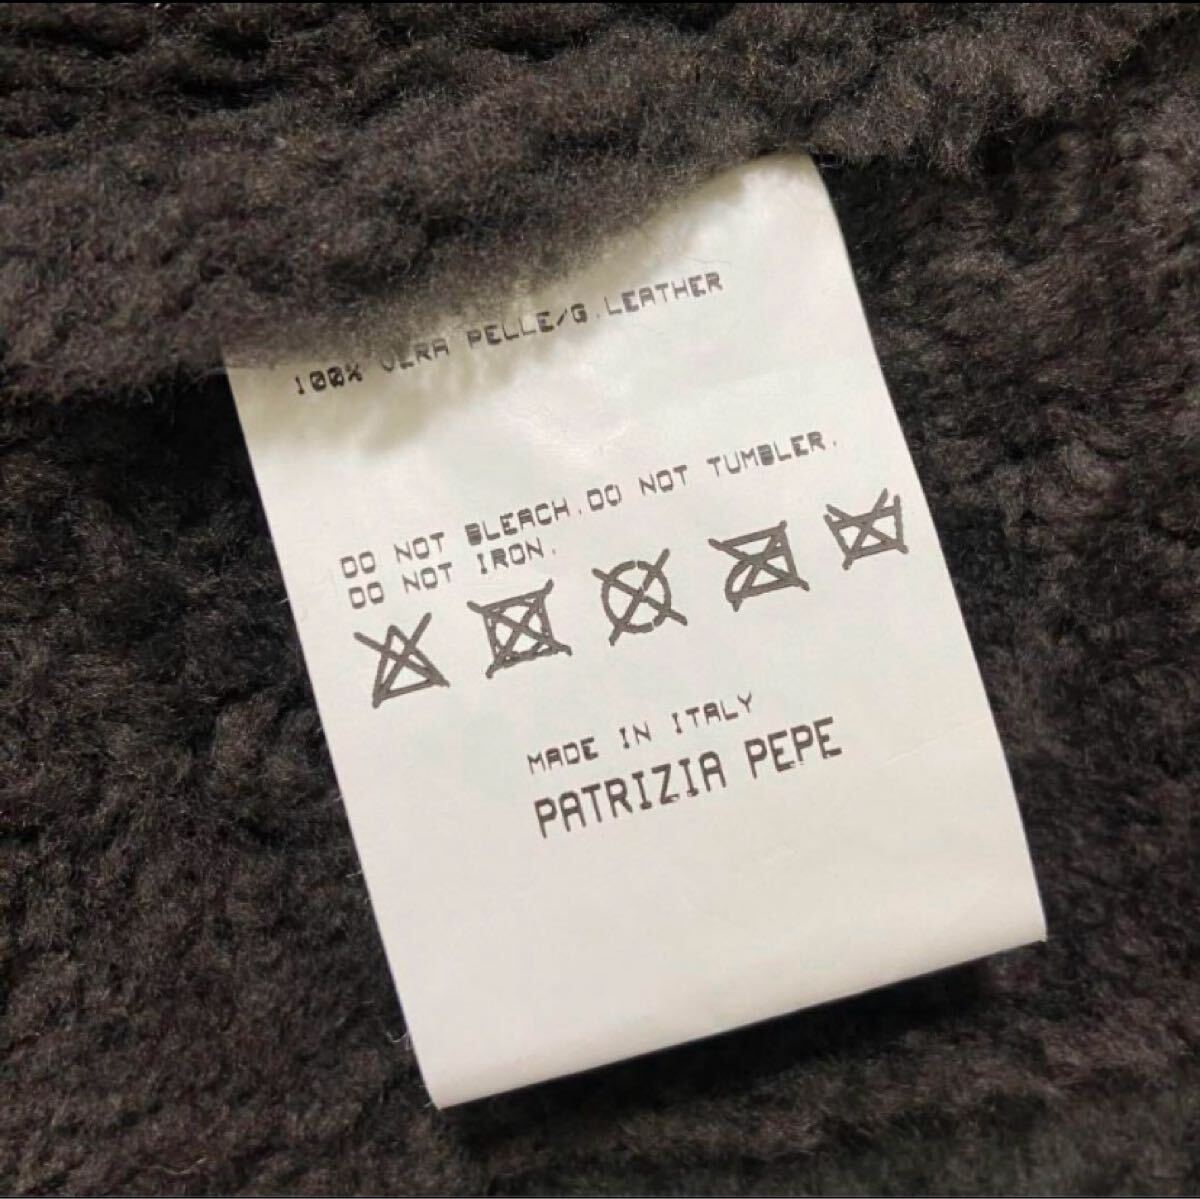 100% VERA PELLE/G.LEATHER
DO NOT BLEACH.DO NOT TUMBLER.
DO NOT IRON.
MADE IN ITALY
PATRIZIA PEPE